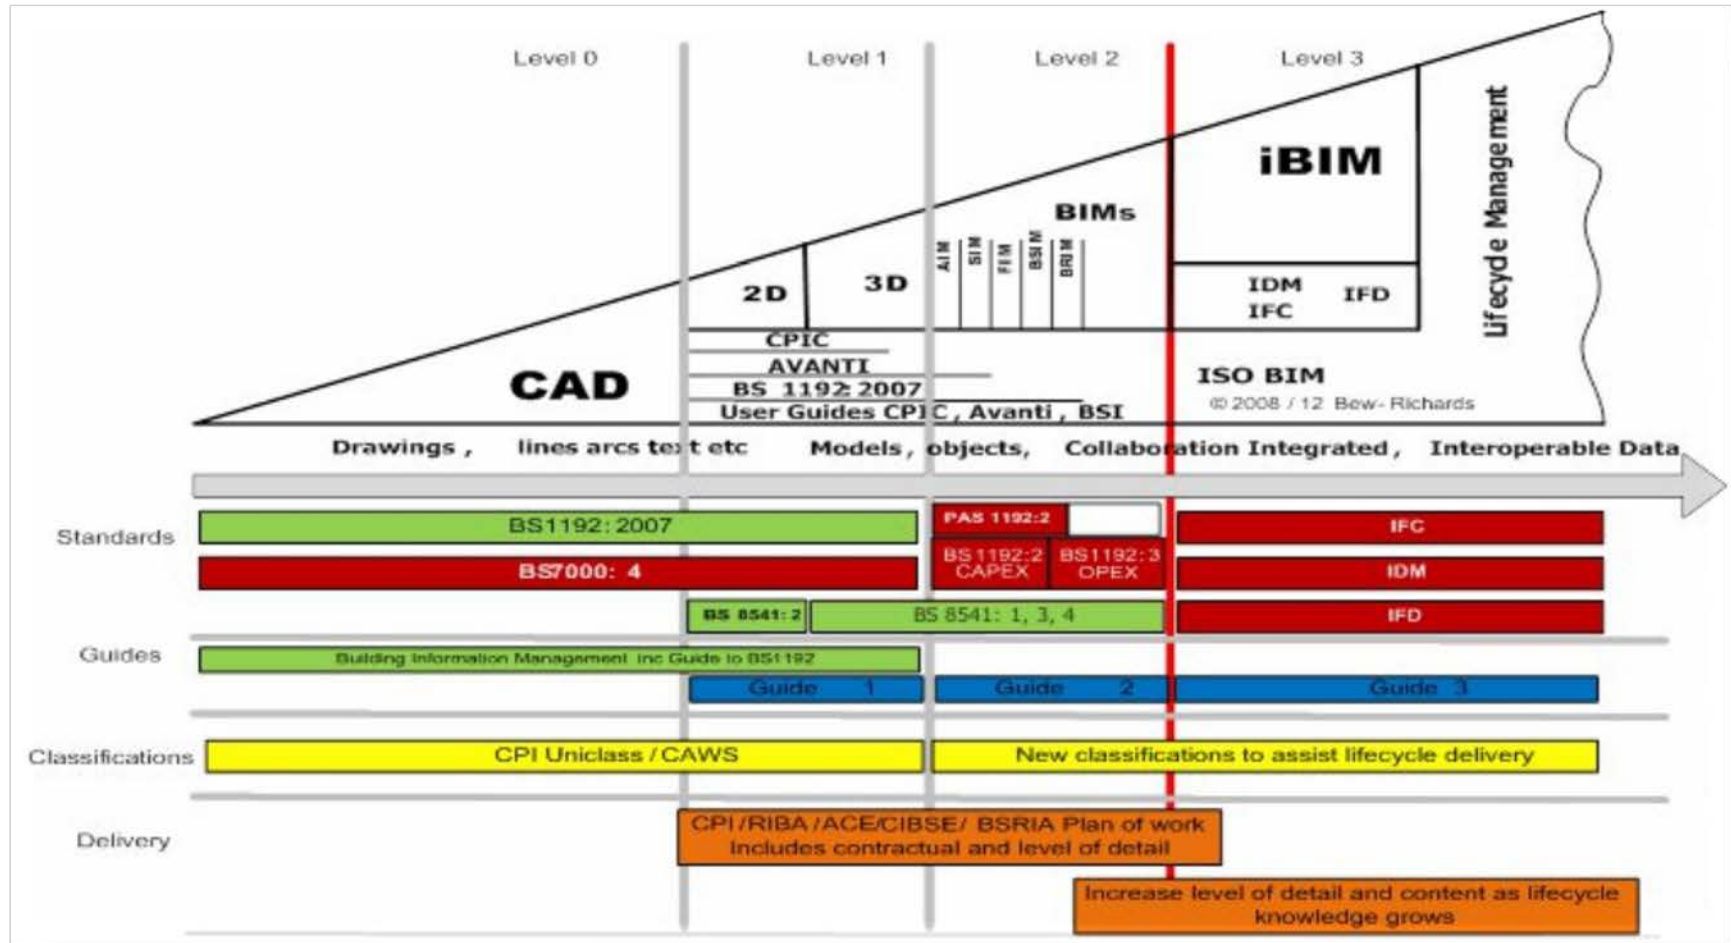 Level 0
Level 1
Level 2
Level 3
iBIM
Lifecycle Management
BIMs
AIM
SIM
FIM
BSIM
BRIM
2D
3D
IDM
IFD
IFC
CPIC
AVANTI
CAD
BS 1192:2007
ISO BIM
User Guides CPIC, Avanti, BSI
© 2008 / 12 Bew- Richards
Drawings, lines arcs text etc Models, objects, Collaboration Integrated, Interoperable Data
Standards
BS1192:2007
PAS 1192:2
IFC
BS7000: 4
BS1192:2
CAPEX
BS1192:3
OPEX
IDM
BS 8541: 2
BS 8541: 1, 3, 4
IFD
Guides
Building Information Management inc Guide to BS1192
Guide 1
Guide 2
Guide 3
Classifications
CPI Uniclass / CAWS
New classifications to assist lifecycle delivery
Delivery
CPI /RIBA /ACE/CIBSE/ BSRIA Plan of work
Includes contractual and level of detail
Increase level of detail and content as lifecycle
knowledge grows